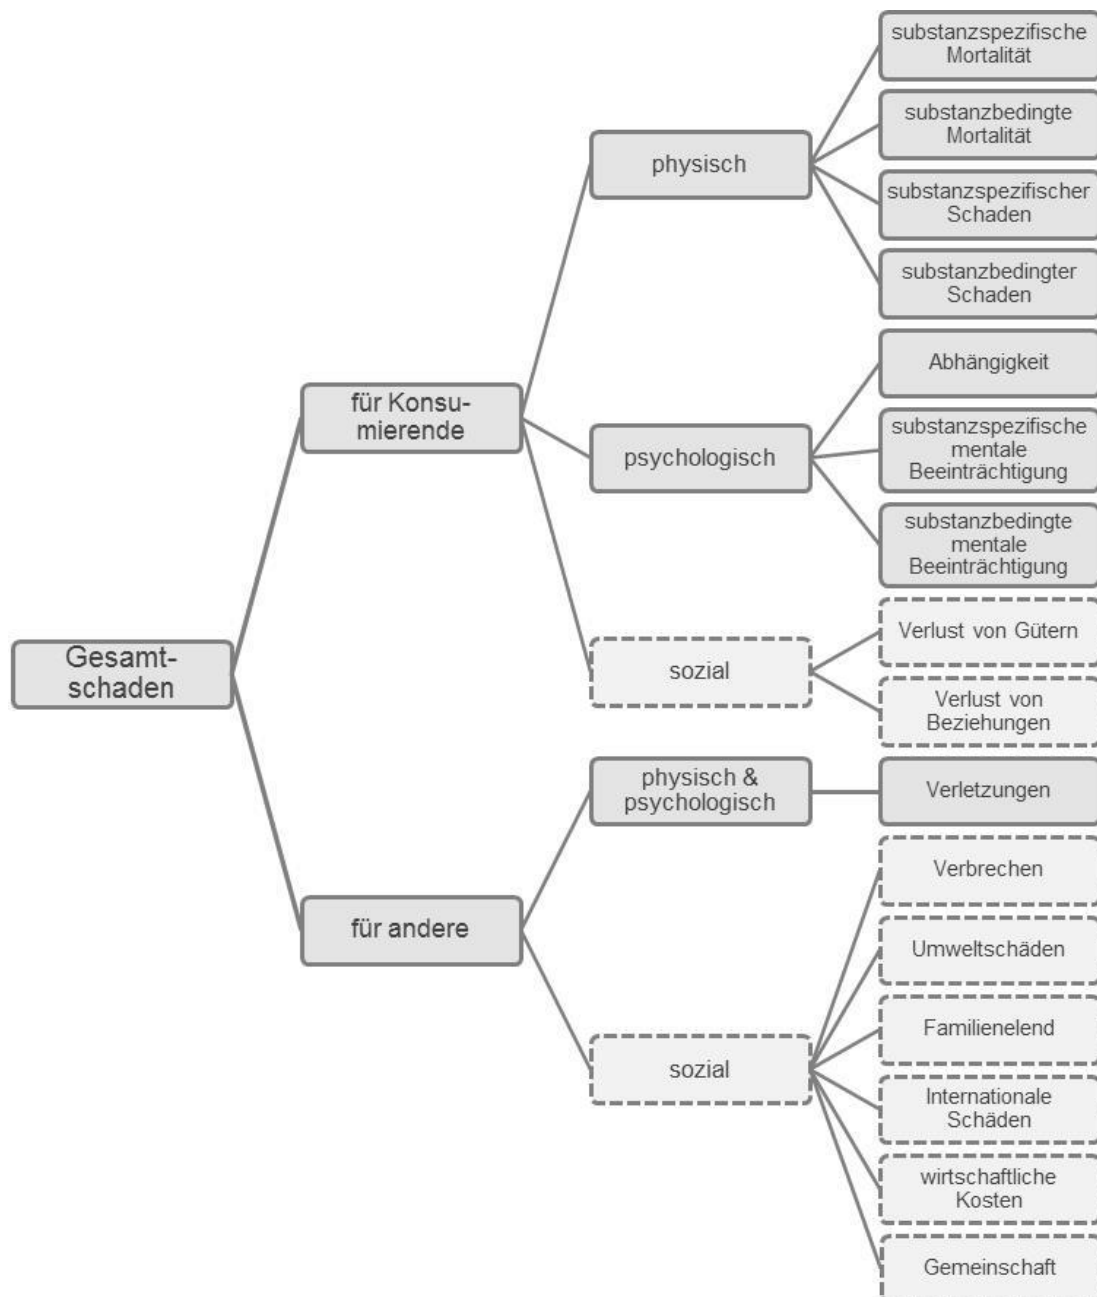 substanzspezifische
Mortalität
substanzbedingte
Mortalität
physisch
substanzspezifischer
Schaden
substanzbedingter
Schaden
Abhängigkeit
für Konsu-
mierende
substanzspezifische
mentale
Beeinträchtigung
psychologisch
substanzbedingte
mentale
Beeinträchtigung
Verlust von Gütern
sozial
Verlust von
Beziehungen
Gesamt-
schaden
physisch &
psychologisch
Verletzungen
Verbrechen
für andere
Umweltschäden
Familienelend
sozial
Internationale
Schäden
wirtschaftliche
Kosten
Gemeinschaft